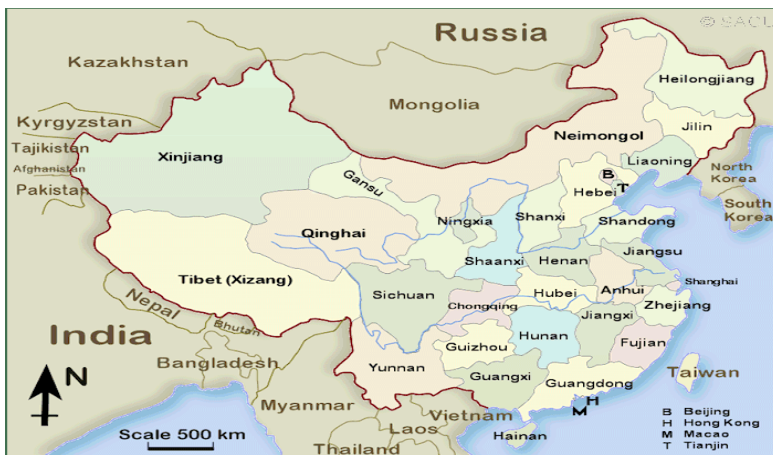 © SACU
Russia
Kazakhstan
Heilongjiang
Mongolia
Kyrgyzstan
Jilin
Neimongol
Tajikistan
Xinjiang
Liaoning
Afghanistan
North
Korea
Gansu
B
Hebei
T
Pakistan
South
Korea
Ningxia
Shanxi
Shandong
Qinghai
Shaanxi
Henan
Jiangsu
Tibet (Xizang)
Sichuan
Hubei
Anhui
Shanghai
Chongqing
Zhejiang
Nepal
Jiangxi
Bhutan
India
Guizhou
Hunan
Fujian
Bangladesh
Yunnan
Taiwan
N
Guangxi
Guangdong
H
M
Myanmar
Vietnam
Laos
Hainan
Thailand
Scale 500 km
B Beijing
H Hong Kong
M Macao
T Tianjin